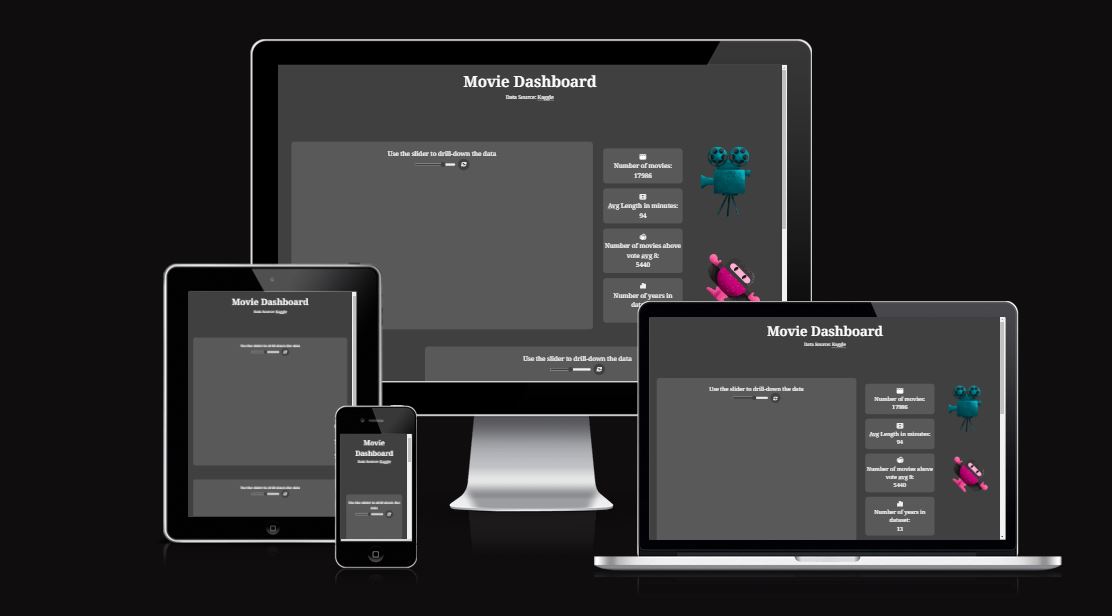 Movie Dashboard
Data Source: Kaggle
Use the slider to drill-down the data
Number of movies:
17986
Avg Length in minutes:
94
Number of movies above
vote avg 8:
5440
Number of years in
Use the slider to drill-down the data
Movie Dashboard
Data Source: Kaggle
Use the slider to drill-down the data
Use the slider to drill-down the data
Movie
Dashboard
Data Source: Kaggle
Use the slider to drill-down the
data
Movie Dashboard
Data Source: Kaggle
Use the slider to drill-down the data
Number of movies:
17986
Avg Length in minutes:
94
Number of movies above
vote avg 8:
5440
Number of years in
dataset:
13